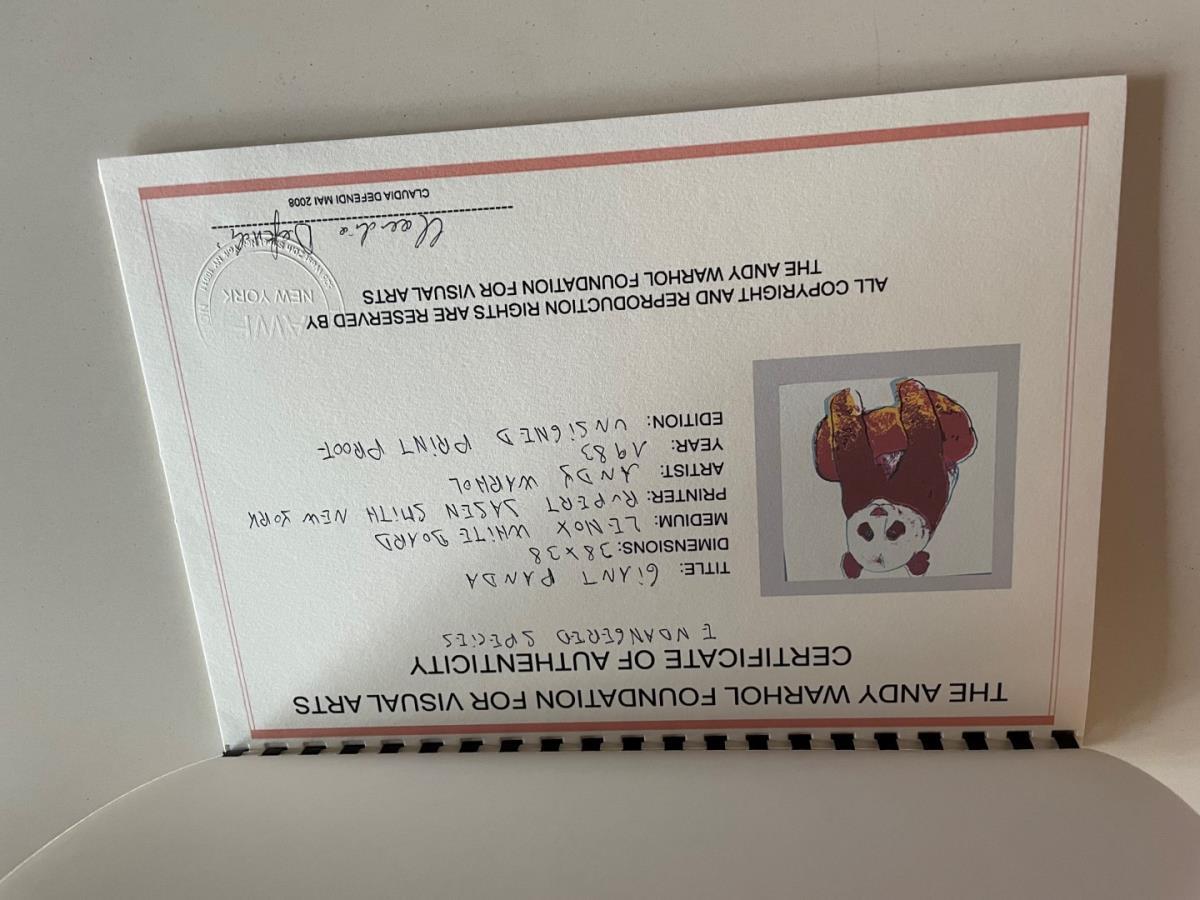 THE ANDY WARHOL FOUNDATION FOR VISUAL ARTS
CERTIFICATE OF AUTHENTICITY
ENDANGERED SPECIES
TITLE: GiANT PANDA
DIMENSIONS: 38x38
MEDIUM: LENOX WHiTE BOARD
PRINTER: RUPERT JASEN SMiTH NEW YORK
ARTIST: ANDY WARHOL
YEAR: 1983
EDITION: UNSiGNED PRINT PROOF
ALL COPYRIGHT AND REPRODUCTION RIGHTS ARE RESERVED BY
THE ANDY WARHOL FOUNDATION FOR VISUAL ARTS
AWF
NEW YORK
Claudia Defendi
CLAUDIA DEFENDI MAI 2008